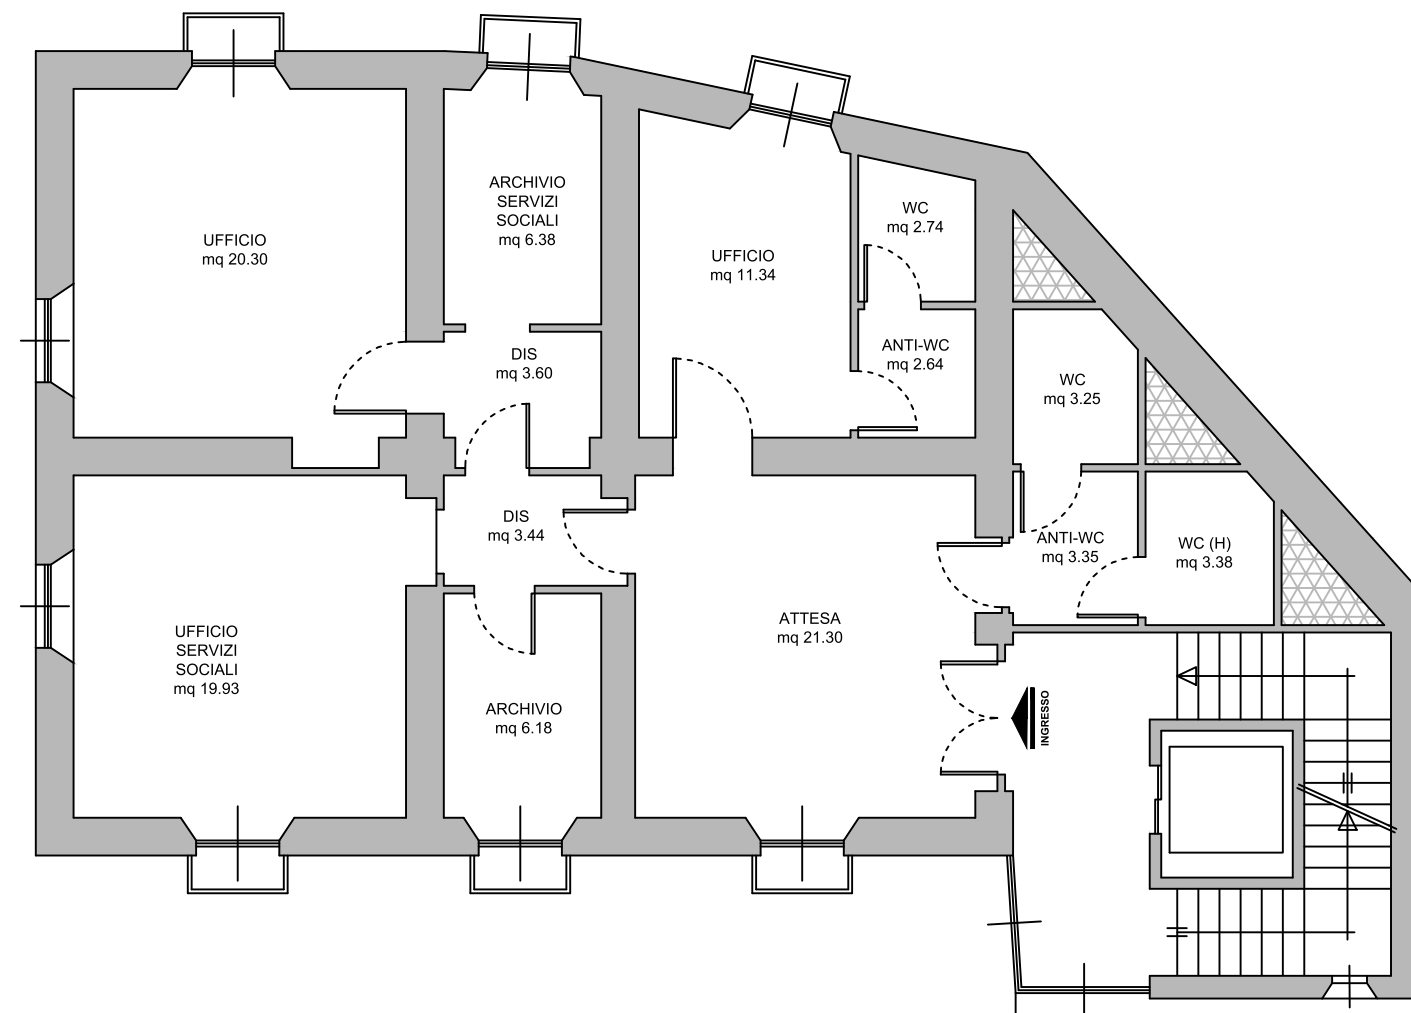 ARCHIVIO
SERVIZI
SOCIALI
mq 6.38
WC
mq 2.74
UFFICIO
mq 20.30
UFFICIO
mq 11.34
ANTI-WC
mq 2.64
DIS
mq 3.60
WC
mq 3.25
DIS
mq 3.44
ANTI-WC
mq 3.35
WC (H)
mq 3.38
UFFICIO
SERVIZI
SOCIALI
mq 19.93
ATTESA
mq 21.30
ARCHIVIO
mq 6.18
INGRESSO